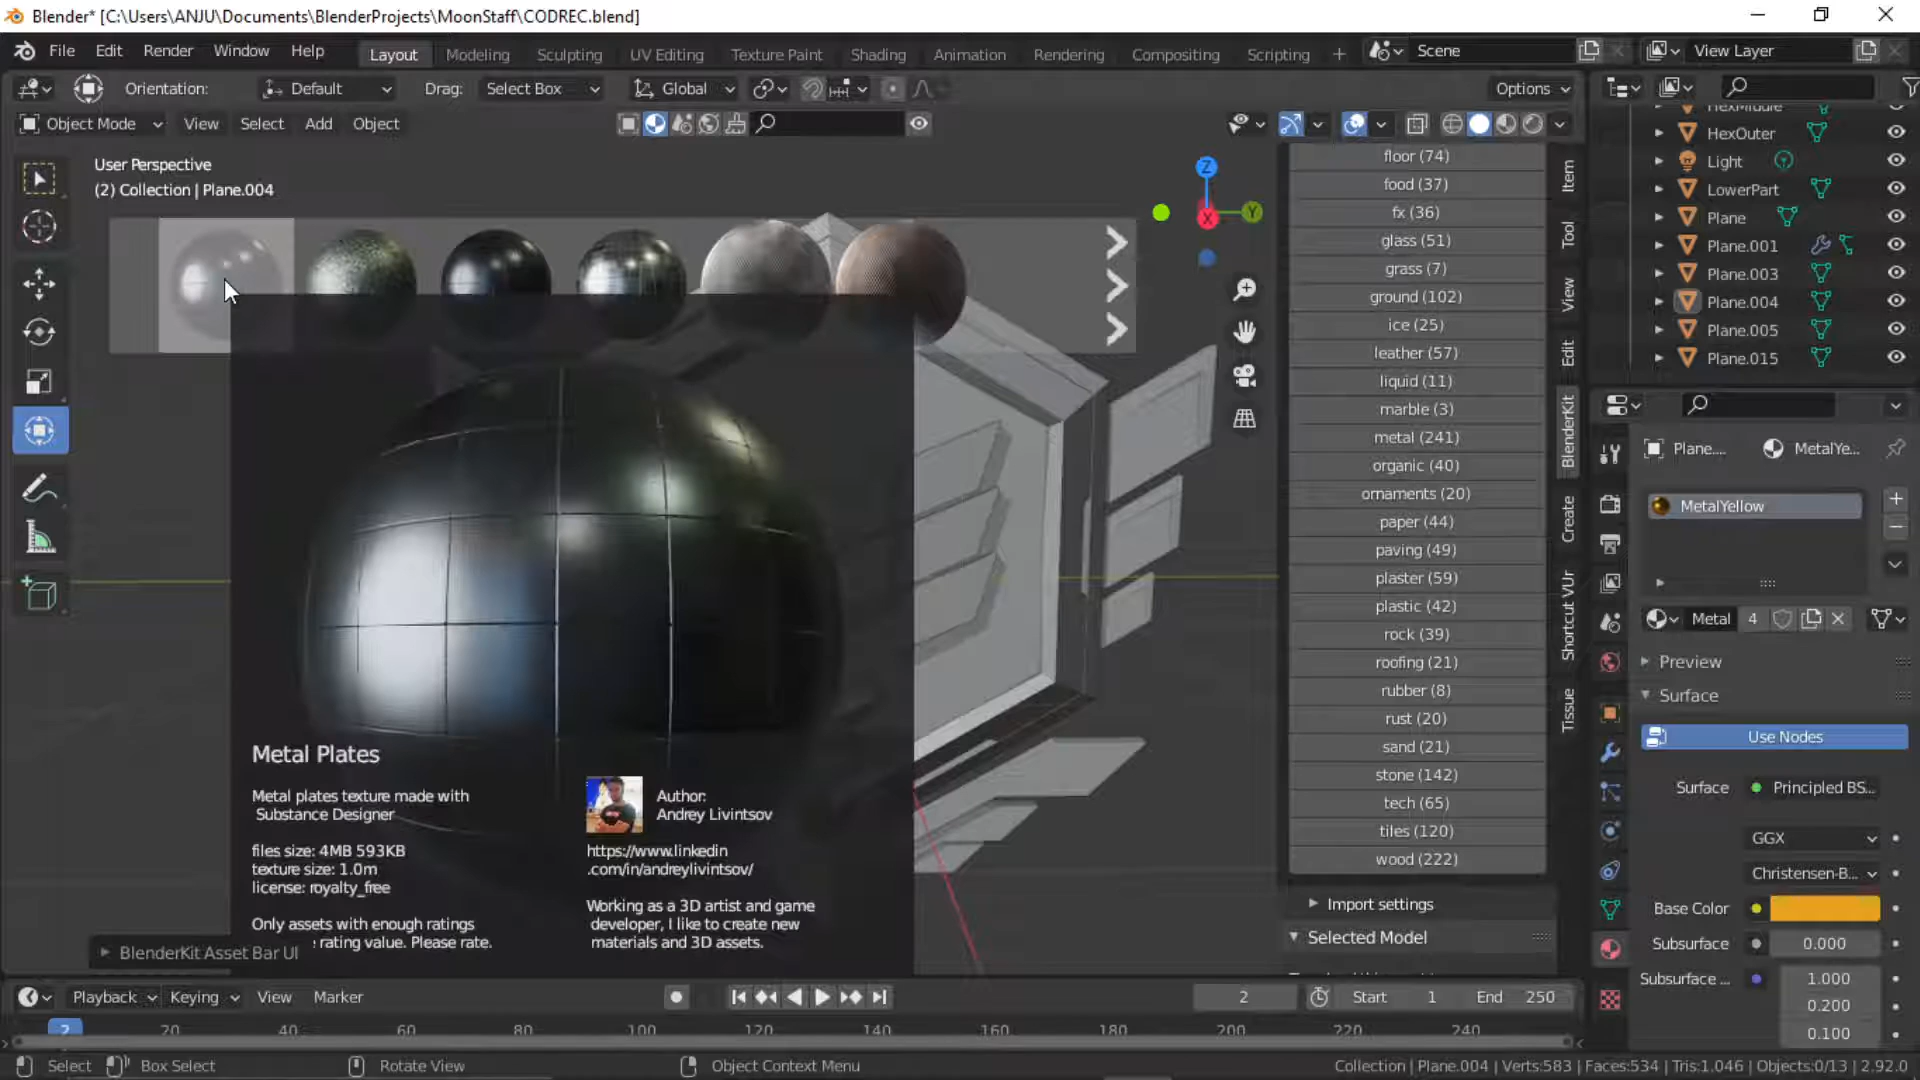 Blender* [C:\Users\ANJU\Documents\BlenderProjects\MoonStaff\CODREC.blend]
File Edit Render Window Help
Layout Modeling Sculpting UV Editing Texture Paint Shading Animation Rendering Compositing Scripting +
Scene
View Layer
Orientation: Default Drag: Select Box Global Options
Object Mode View Select Add Object
User Perspective
(2) Collection | Plane.004
Z
Y
X
floor (74)
food (37)
fx (36)
glass (51)
grass (7)
ground (102)
ice (25)
leather (57)
liquid (11)
marble (3)
metal (241)
organic (40)
ornaments (20)
paper (44)
paving (49)
plaster (59)
plastic (42)
rock (39)
roofing (21)
rubber (8)
rust (20)
sand (21)
stone (142)
tech (65)
tiles (120)
wood (222)
Import settings
Selected Model
Item
Tool
View
Edit
BlenderKit
Create
Shortcut VUr
Tissue
HexMiddle
HexOuter
Light
LowerPart
Plane
Plane.001
Plane.003
Plane.004
Plane.005
Plane.015
Plane.... MetalYe...
MetalYellow
Metal 4
Preview
Surface
Use Nodes
Surface Principled BS...
GGX
Christensen-B...
Base Color
Subsurface 0.000
Subsurface ... 1.000
0.200
0.100
Metal Plates
Metal plates texture made with
Substance Designer
files size: 4MB 593KB
texture size: 1.0m
license: royalty_free
Only assets with enough ratings
rating value. Please rate.
Author:
Andrey Livintsov
https://www.linkedin
.com/in/andreylivintsov/
Working as a 3D artist and game
developer, I like to create new
materials and 3D assets.
BlenderKit Asset Bar UI
Playback Keying View Marker 2 Start 1 End 250
2 20 40 60 80 100 120 140 160 180 200 220 240
Select Box Select Rotate View Object Context Menu
Collection | Plane.004 | Verts:583 | Faces:534 | Tris:1,046 | Objects:0/13 | 2.92.0